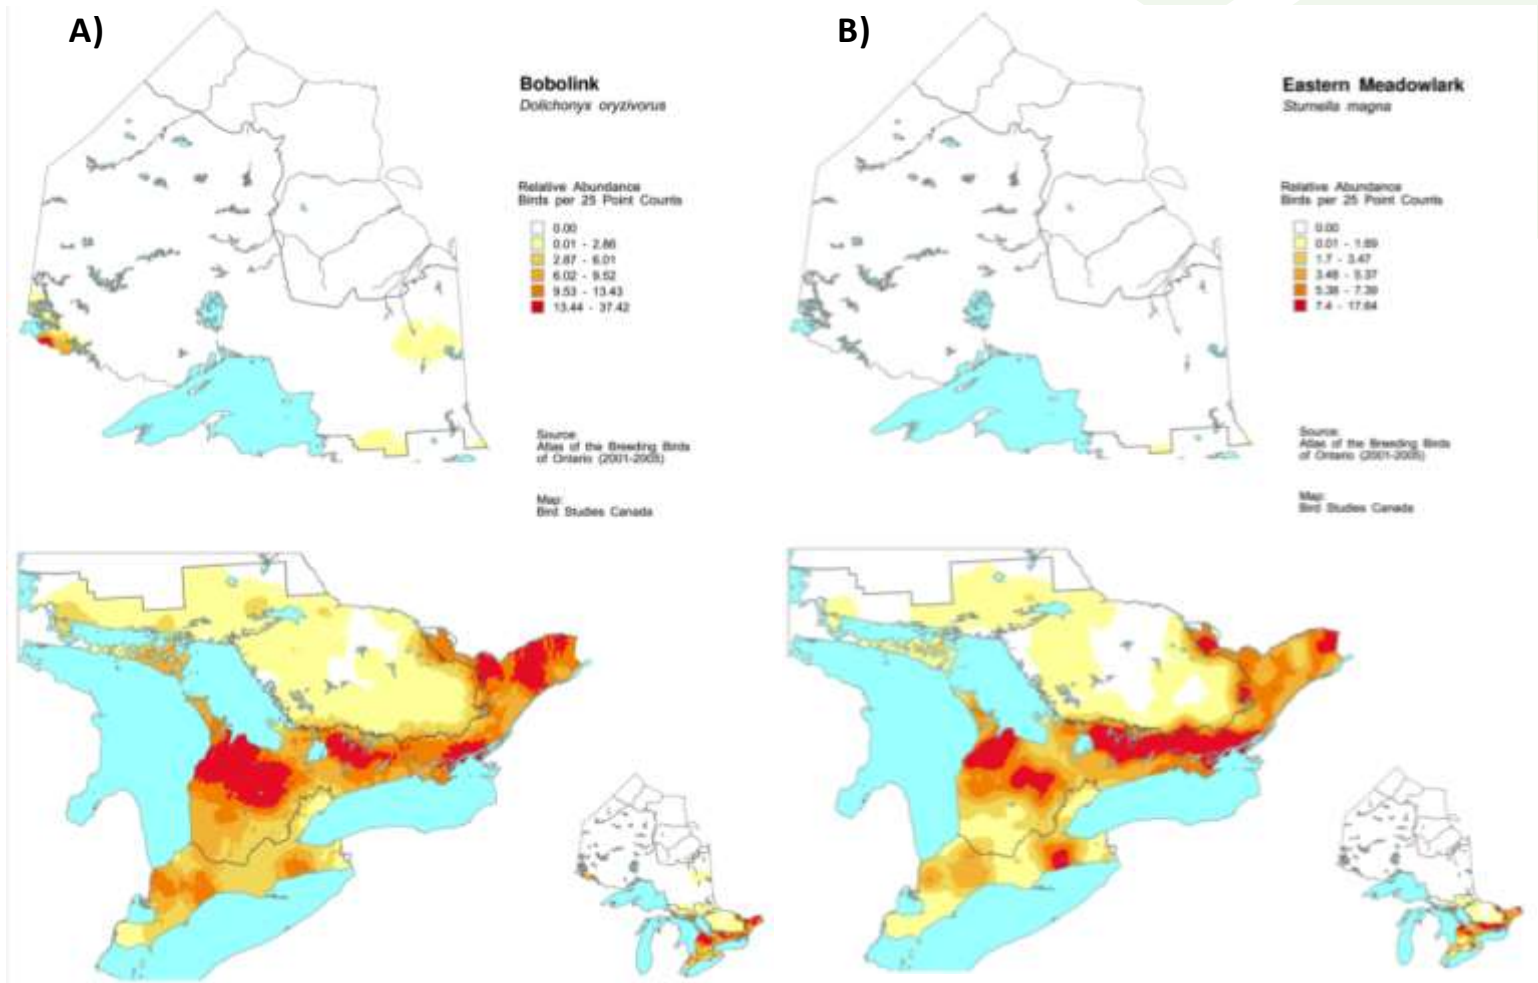 A)
Bobolink
Dolichonyx oryzivorus
Relative Abundance
Birds per 25 Point Counts
0.00
0.01 - 2.86
2.87 - 6.01
6.02 - 9.52
9.53 - 13.43
13.44 - 37.42
Source:
Atlas of the Breeding Birds
of Ontario (2001-2005)
Map:
Bird Studies Canada
B)
Eastern Meadowlark
Sturnella magna
Relative Abundance
Birds per 25 Point Counts
0.00
0.01 - 1.69
1.7 - 3.47
3.48 - 5.37
5.38 - 7.39
7.4 - 17.64
Source:
Atlas of the Breeding Birds
of Ontario (2001-2005)
Map:
Bird Studies Canada